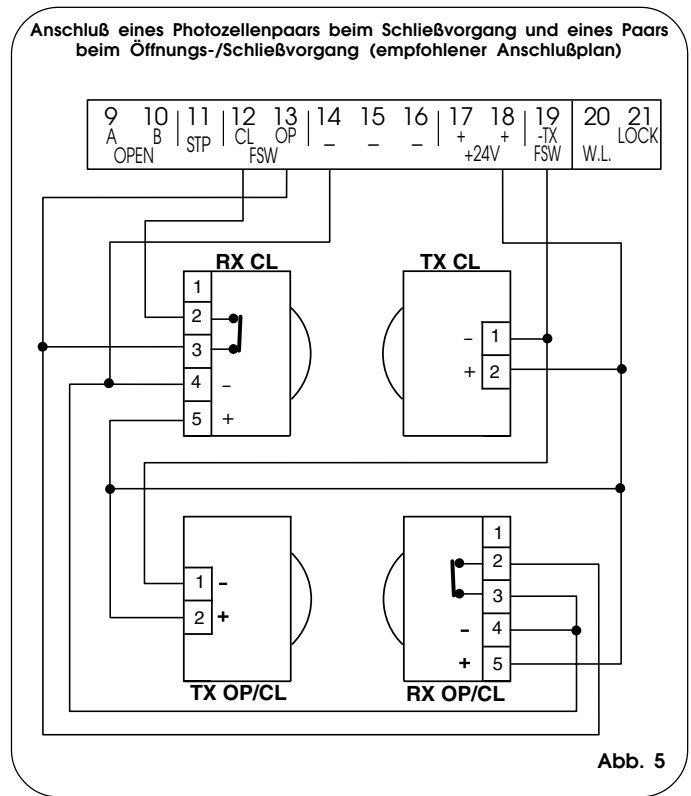 Anschluß eines Photozellenpaars beim Schließvorgang und eines Paars
beim Öffnungs-/Schließvorgang (empfohlener Anschlußplan)
9 10 11 12 13 14 15 16 17 18 19 20 21
A B STP CL OP – – – + + -TX LOCK
OPEN FSW +24V FSW W.L.
RX CL TX CL
1
2
3
4 –
5 +
– 1
+ 2
1 -
2 +
1
2
3
- 4
+ 5
TX OP/CL RX OP/CL
Abb. 5